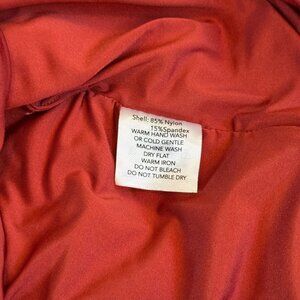 Shell: 85% Nylon
15%Spandex
WARM HAND WASH
OR COLD GENTLE
MACHINE WASH
DRY FLAT
WARM IRON
DO NOT BLEACH
DO NOT TUMBLE DRY